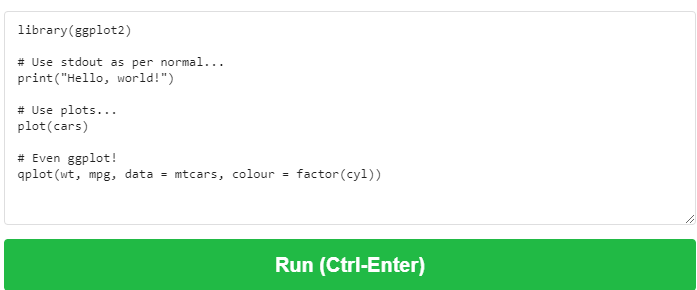 library(ggplot2)
# Use stdout as per normal...
print("Hello, world!")
# Use plots...
plot(cars)
# Even ggplot!
qplot(wt, mpg, data = mtcars, colour = factor(cyl))
Run (Ctrl-Enter)